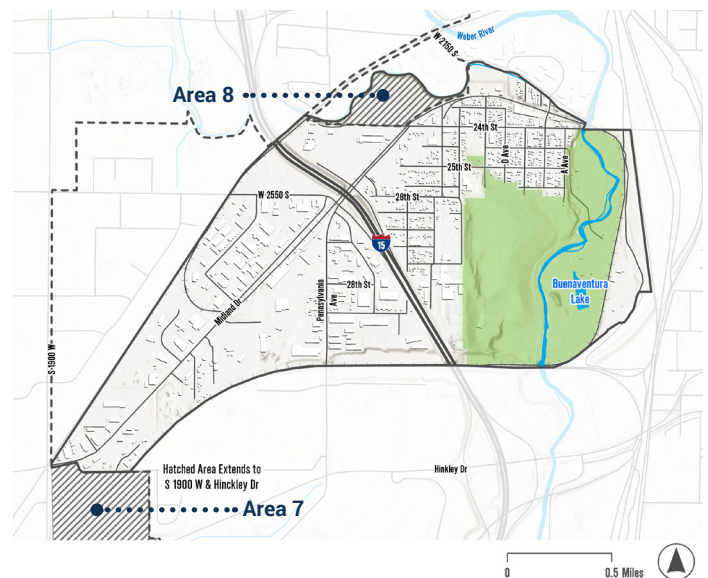 Weber River
W 2150 S
Area 8
24th St
25th St
D Ave
A Ave
W 2550 S
26th St
15
28th St
Pennsylvania
Ave
Buenaventura
Lake
Midland Dr
S 1900 W
Hatched Area Extends to
S 1900 W & Hinckley Dr
Hinkley Dr
Area 7
0
0.5 Miles